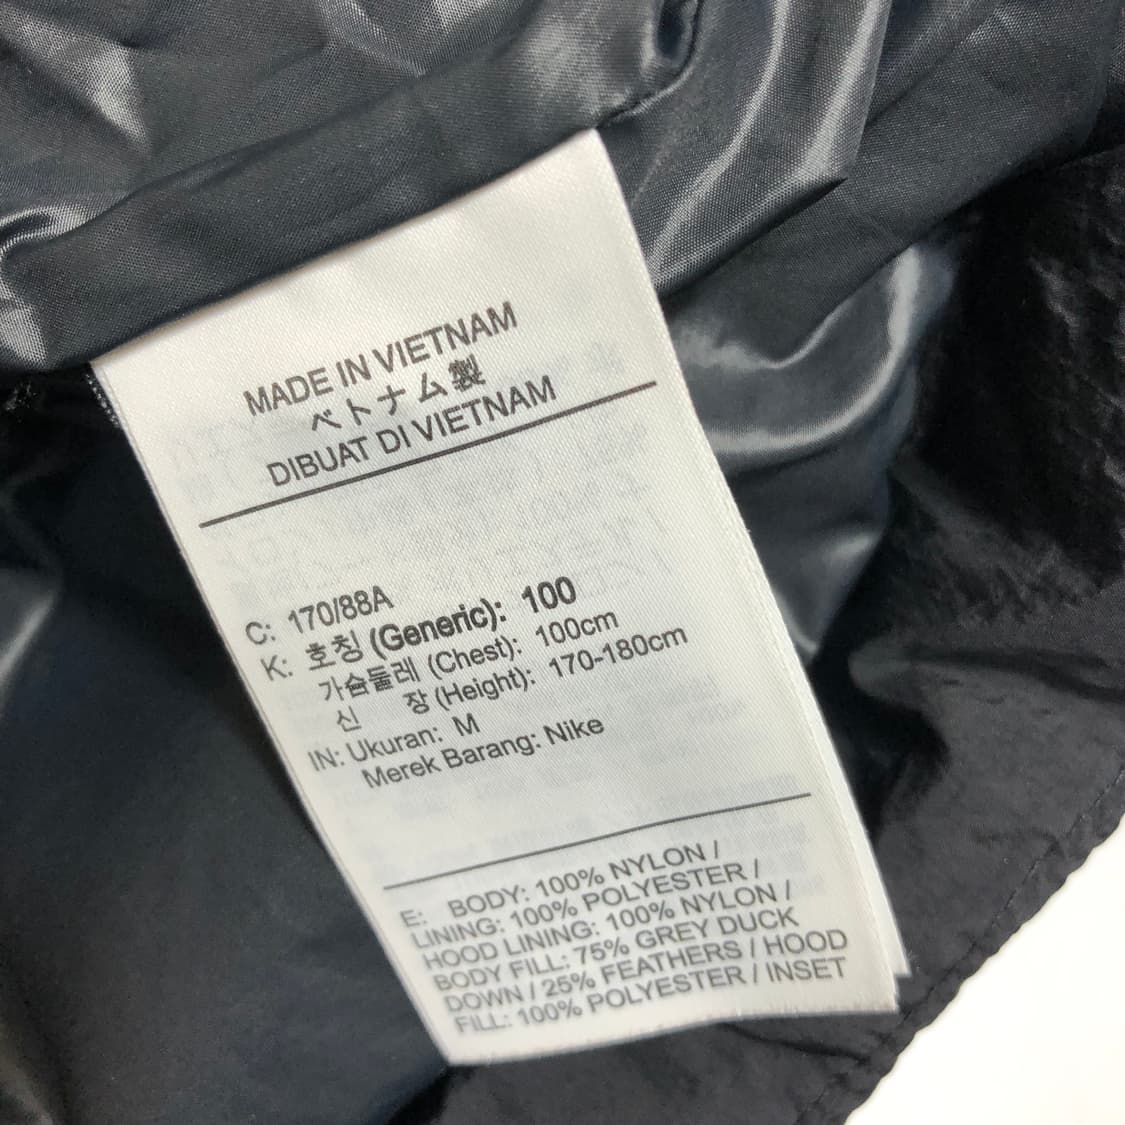 MADE IN VIETNAM
ベトナム製
DIBUAT DI VIETNAM
C: 170/88A
K: 호칭 (Generic): 100
가슴둘레 (Chest): 100cm
신 장 (Height): 170-180cm
IN: Ukuran: M
Merek Barang: Nike
E: BODY: 100% NYLON /
LINING: 100% POLYESTER /
HOOD LINING: 100% NYLON /
BODY FILL: 75% GREY DUCK
DOWN / 25% FEATHERS / HOOD
FILL: 100% POLYESTER / INSET